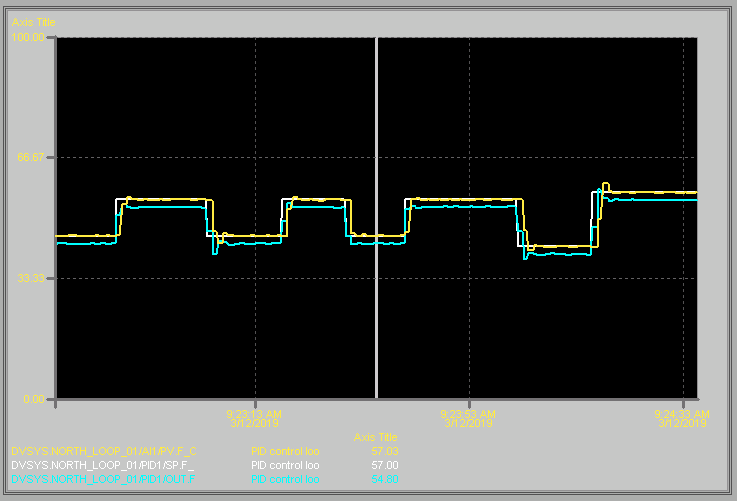 Axis Title
100.00
66.67
33.33
0.00
9:23:13 AM 9:23:53 AM 9:24:33 AM
3/12/2019 3/12/2019 3/12/2019
Axis Title
DVSYS.NORTH_LOOP_01/AI1/PV.F_C PID control loo 57.03
DVSYS.NORTH_LOOP_01/PID1/SP.F_ PID control loo 57.00
DVSYS.NORTH_LOOP_01/PID1/OUT.F PID control loo 54.80